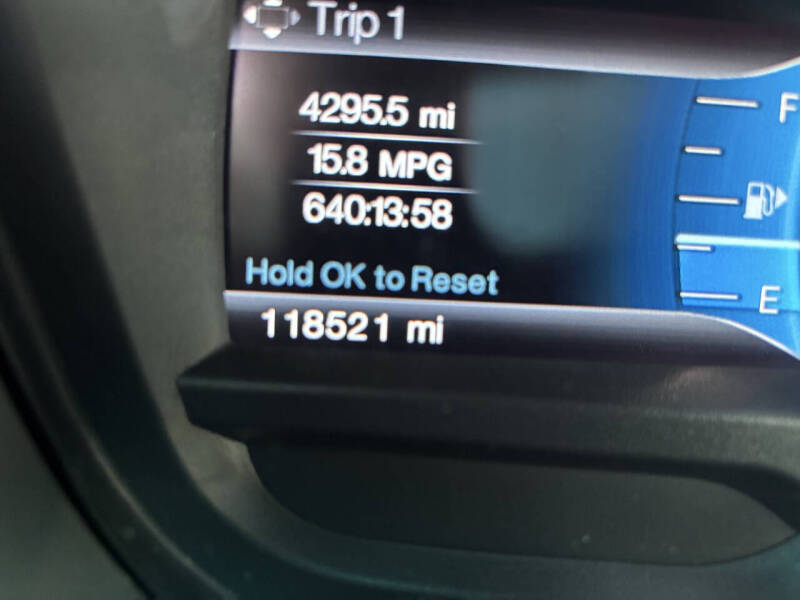 Trip 1
4295.5 mi
15.8 MPG
640:13:58
Hold OK to Reset
118521 mi
F
E